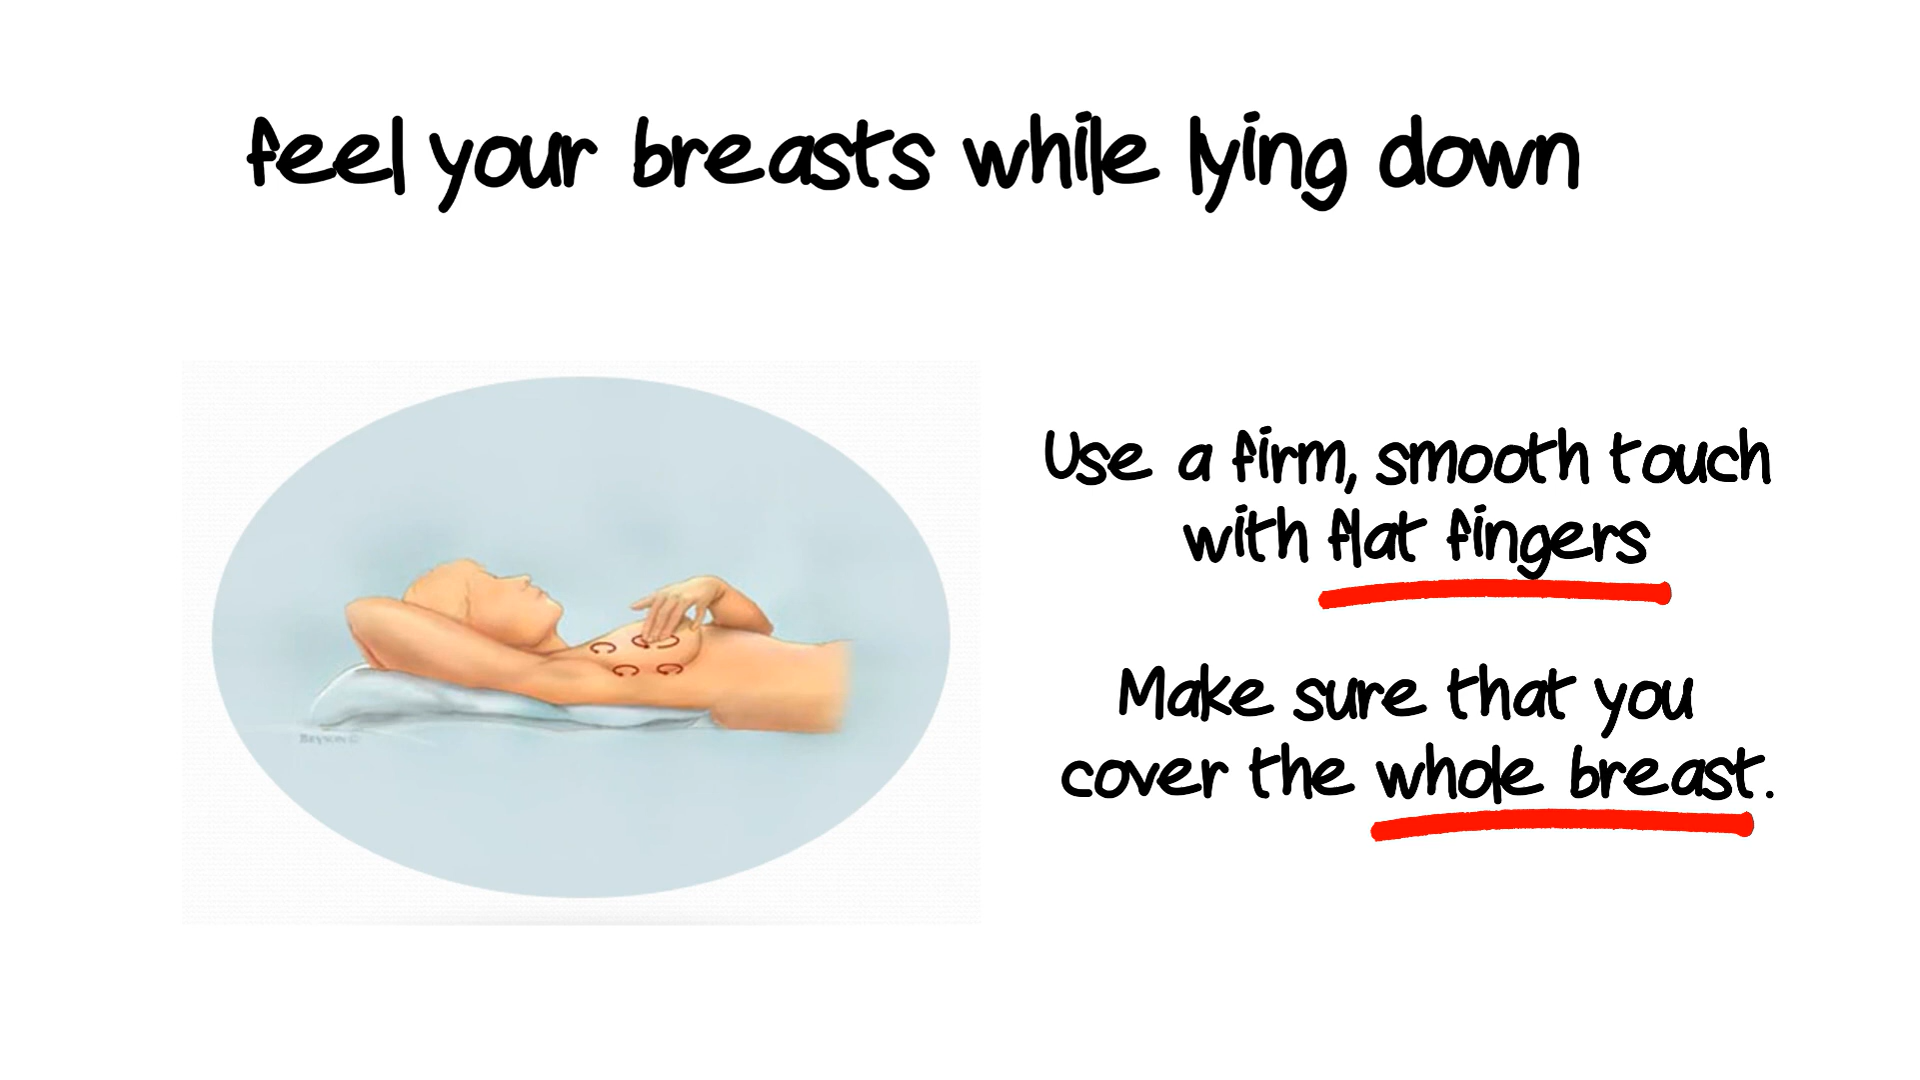 feel your breasts while lying down
Use a firm, smooth touch
with flat fingers
Make sure that you
cover the whole breast.